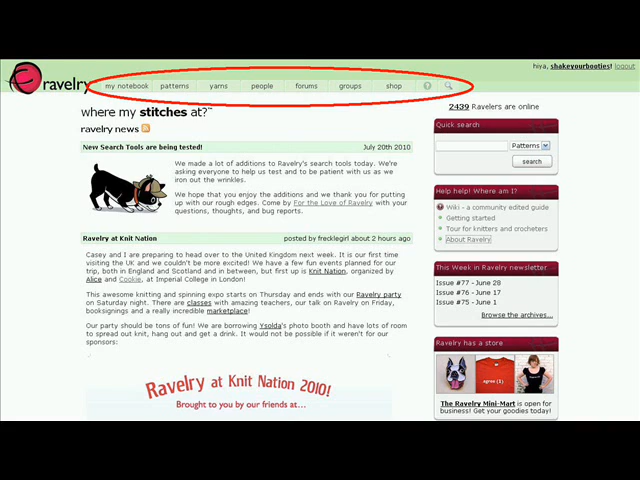 hiya, shakeyourbooties! logout
ravelry
my notebook patterns yarns people forums groups shop ?
where my stitches at?™
ravelry news
2439 Ravelers are online
New Search Tools are being tested! July 20th 2010
We made a lot of additions to Ravelry's search tools today. We're
asking everyone to help us test and to be patient with us as we
iron out the wrinkles.
We hope that you enjoy the additions and we thank you for putting
up with our rough edges. Come by For the Love of Ravelry with your
questions, thoughts, and bug reports.
Ravelry at Knit Nation posted by frecklegirl about 2 hours ago
Casey and I are preparing to head over to the United Kingdom next week. It is our first time
visiting the UK and we couldn't be more excited! We have a few events planned for our
trip, both in England and Scotland and in between, but first up is Knit Nation, organized by
Alice and Cookie, at Imperial College in London!
This awesome knitting and spinning expo starts on Thursday and ends with our Ravelry party
on Saturday night. There are classes with amazing teachers, our talk on Ravelry on Friday,
booksignings and a really incredible marketplace!
Our party should be tons of fun! We are borrowing Ysolda's photo booth and have lots of room
to spread out knit, hang out and get a drink. It would not be possible if it weren't for our
sponsors:
Ravelry at Knit Nation 2010!
Brought to you by our friends at...
Quick search
Patterns
search
Help help! Where am I?
Wiki - a community edited guide
Getting started
Tour for knitters and crocheters
About Ravelry
This Week in Ravelry newsletter
Issue #77 - June 28
Issue #76 - June 17
Issue #75 - June 1
Browse the archives...
Ravelry has a store
agree (1)
The Ravelry Mini-Mart is open
for business! Get your goodies today!